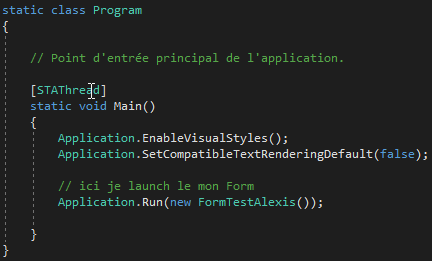 static class Program
{
// Point d'entrée principal de l'application.
[STAThread]
static void Main()
{
Application.EnableVisualStyles();
Application.SetCompatibleTextRenderingDefault(false);
// ici je launch le mon Form
Application.Run(new FormTestAlexis());
}
}